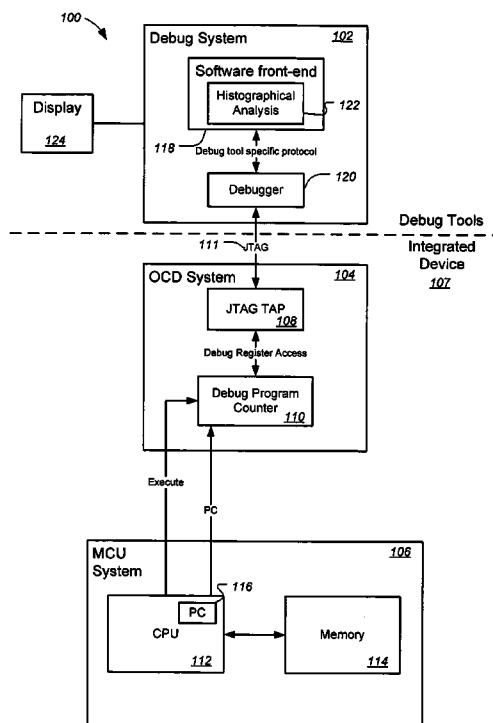 100
Debug System
102
Software front-end
Histographical
Analysis
122
Display
124
118
Debug tool specific protocol
Debugger
120
Debug Tools
111
JTAG
Integrated
Device
107
OCD System
104
JTAG TAP
108
Debug Register Access
Debug Program
Counter
110
Execute
PC
MCU
System
106
116
PC
CPU
112
Memory
114